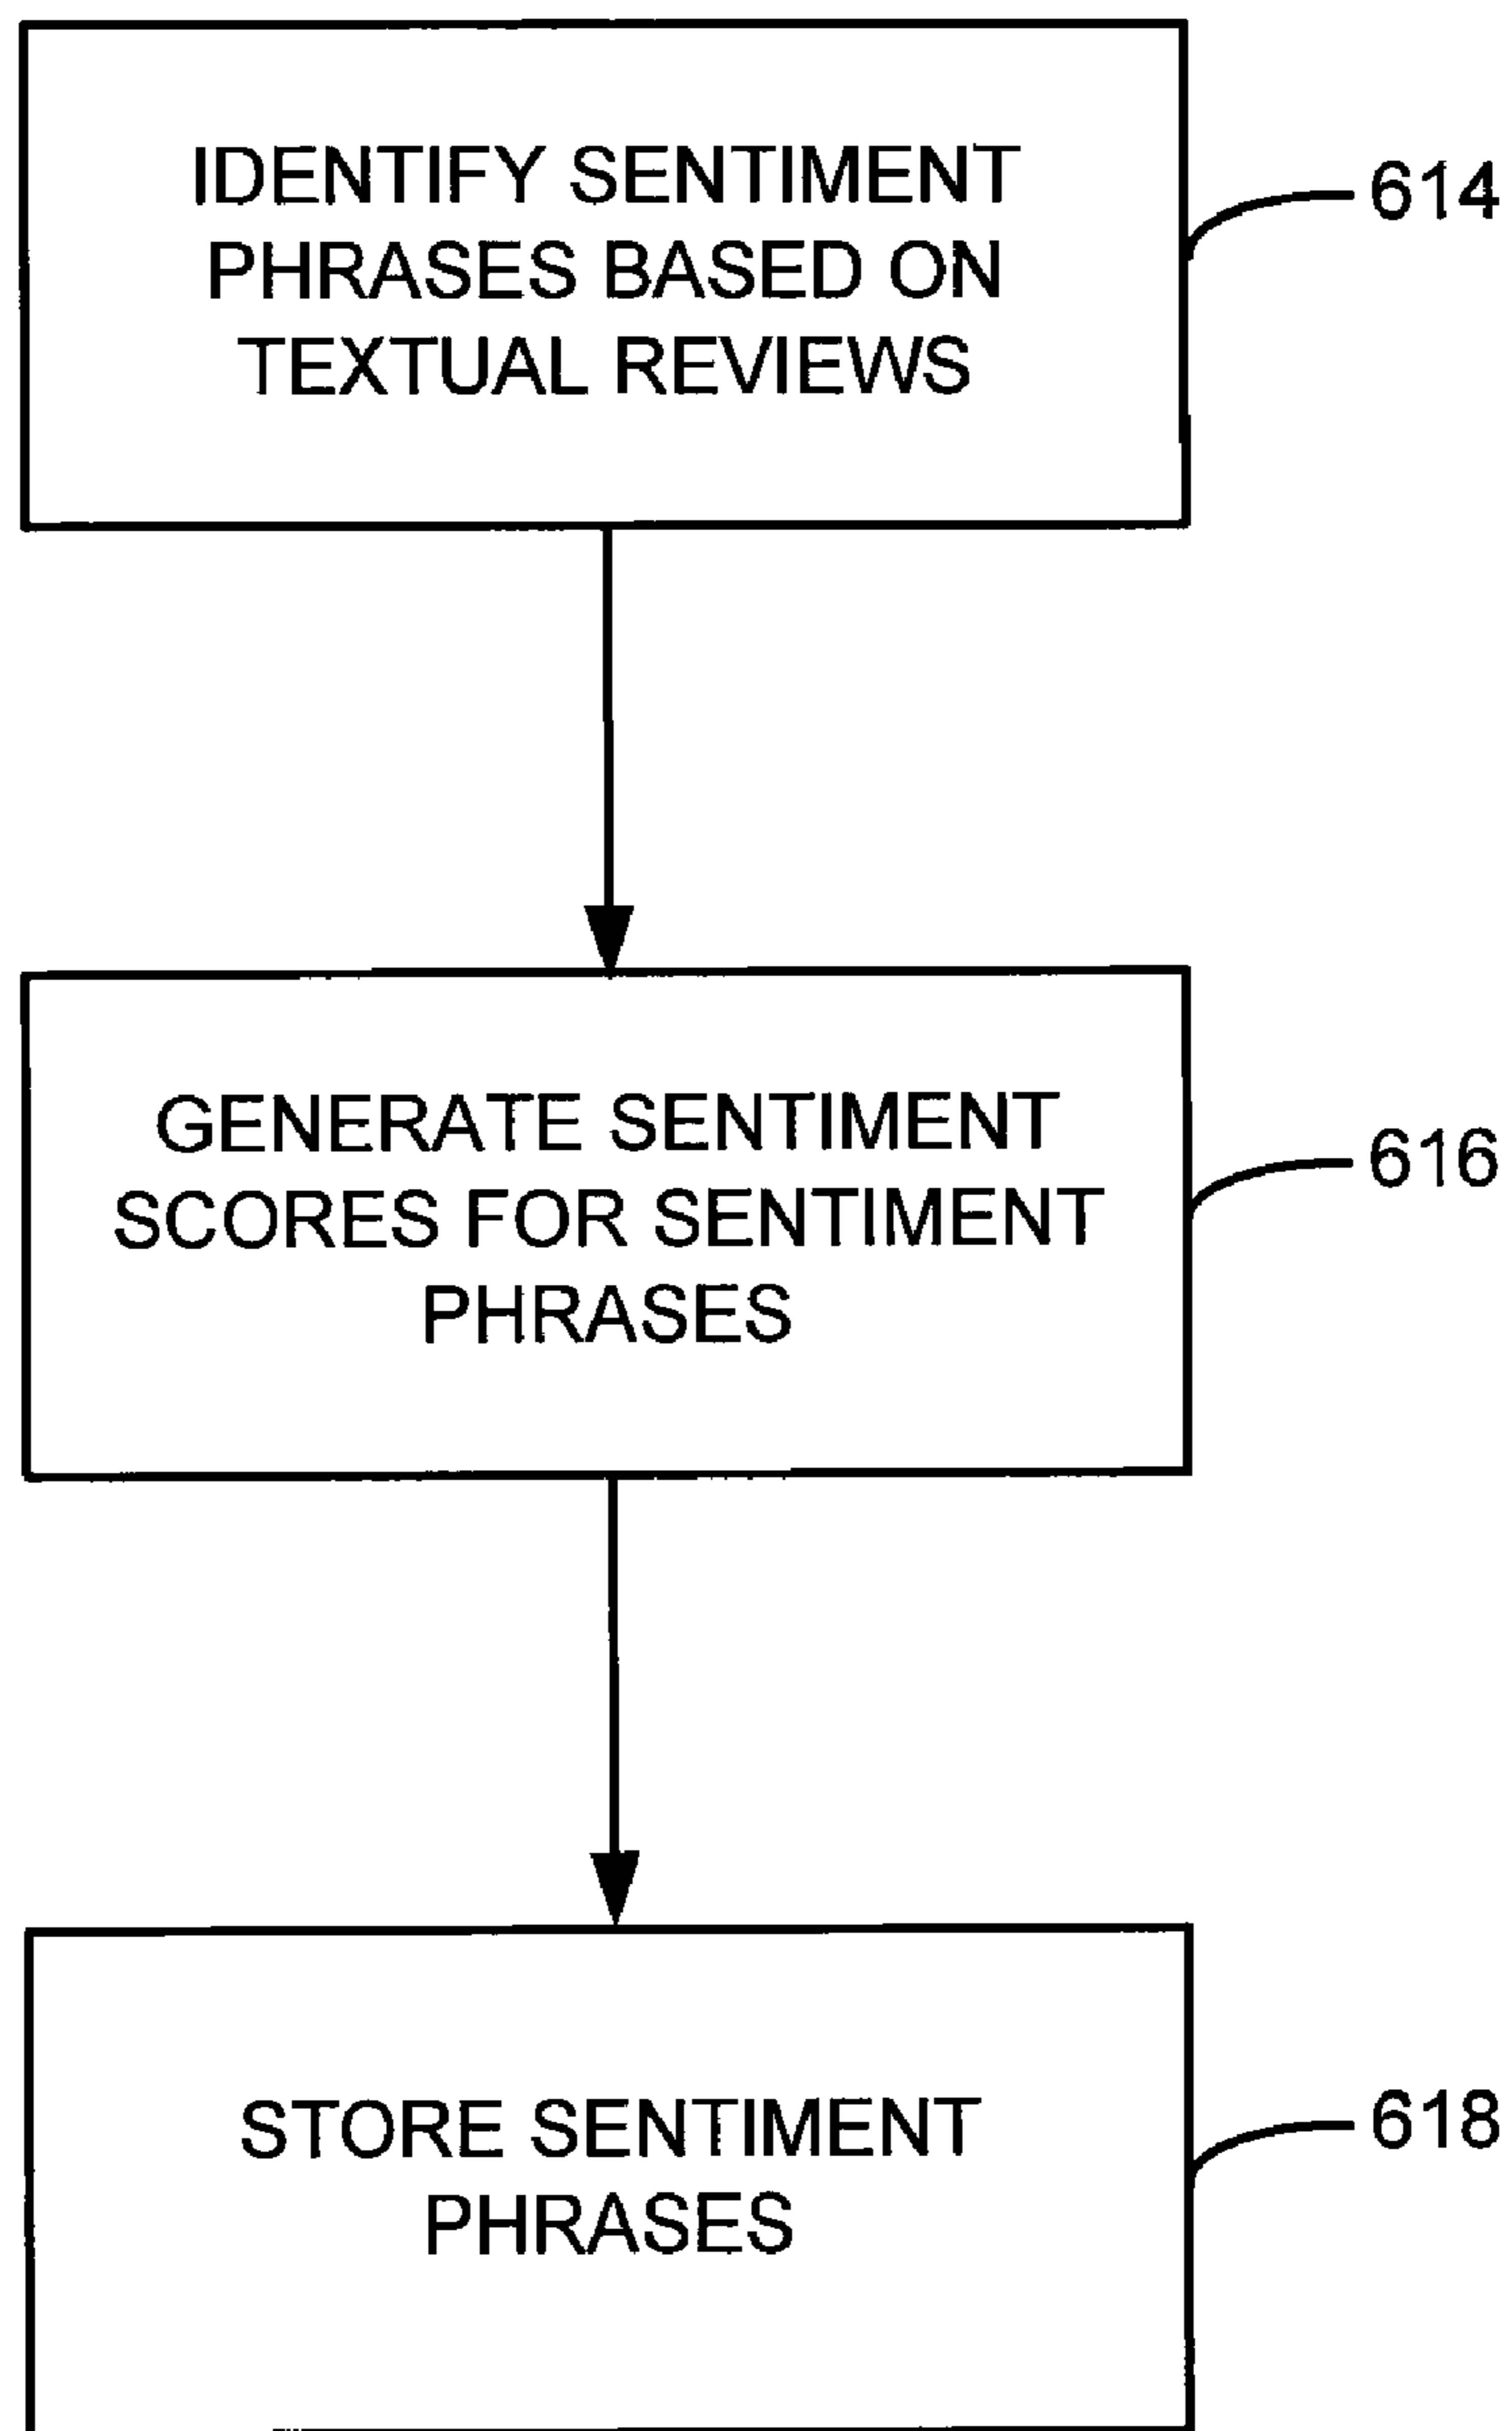 IDENTIFY SENTIMENT
PHRASES BASED ON
TEXTUAL REVIEWS
614
GENERATE SENTIMENT
SCORES FOR SENTIMENT
PHRASES
616
STORE SENTIMENT
PHRASES
618